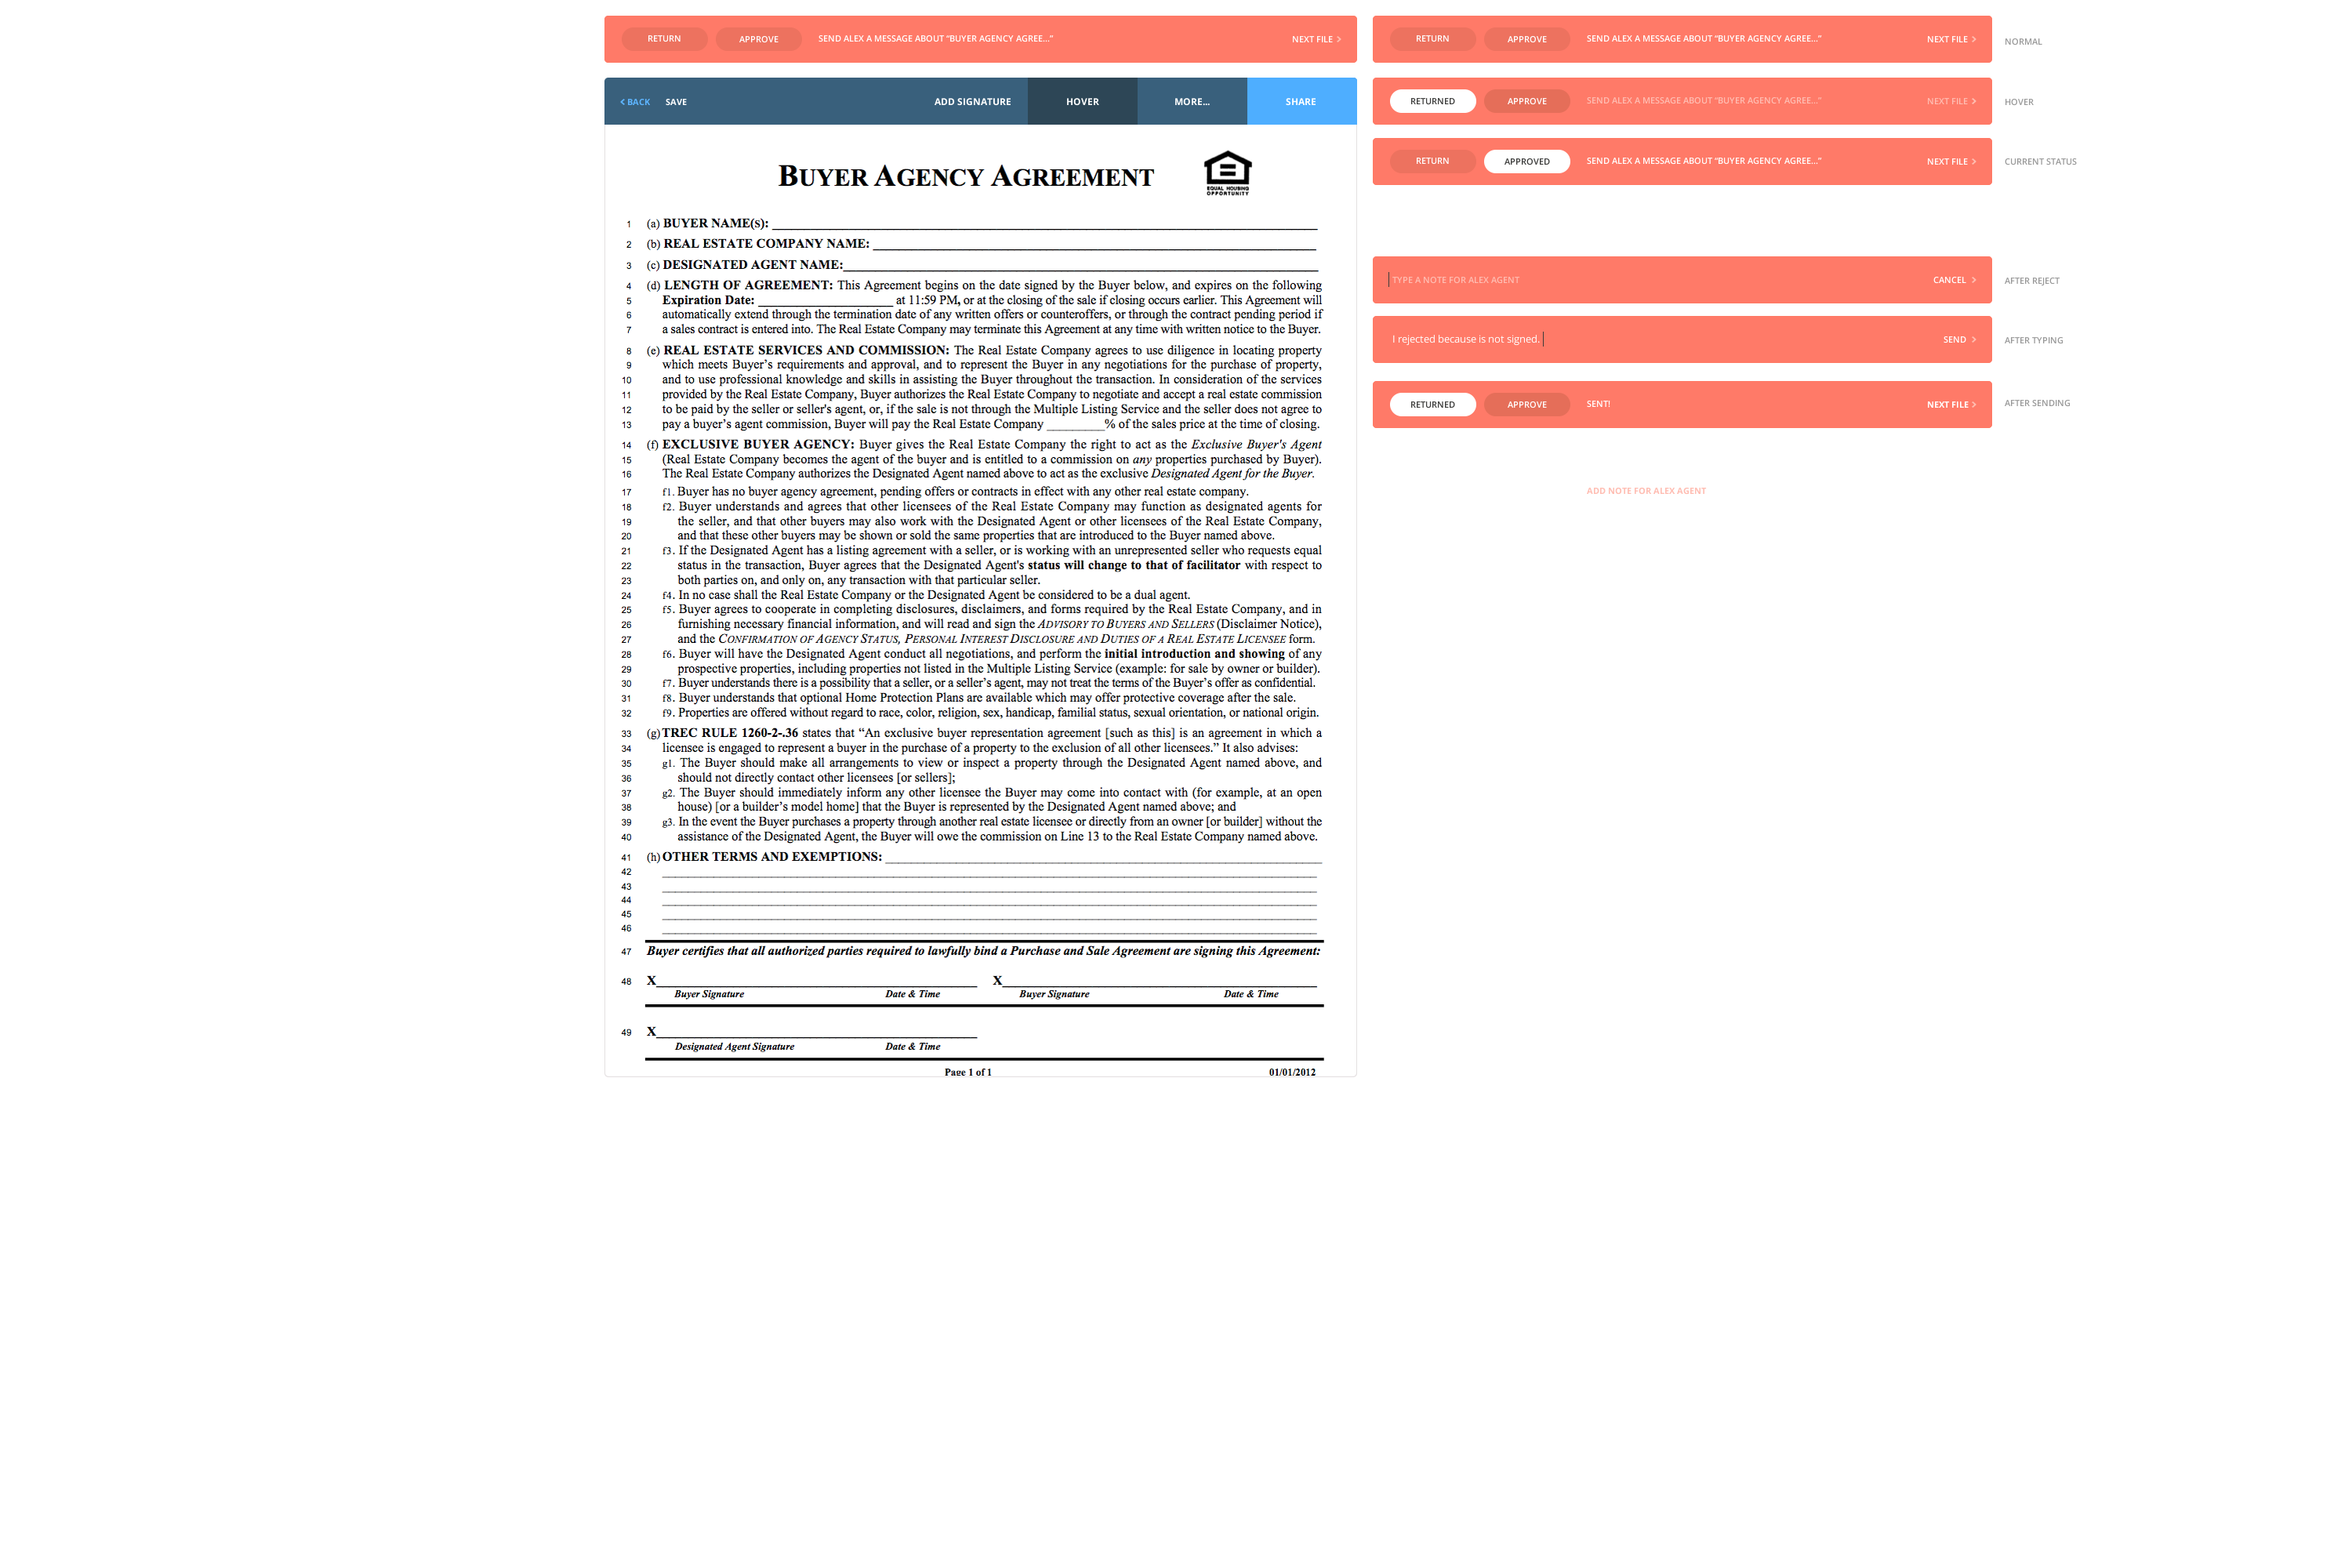 RETURN APPROVE SEND ALEX A MESSAGE ABOUT “BUYER AGENCY AGREE...” NEXT FILE >
< BACK SAVE ADD SIGNATURE HOVER MORE... SHARE
BUYER AGENCY AGREEMENT
EQUAL HOUSING
OPPORTUNITY
1 (a) BUYER NAME(S): ____________________
2 (b) REAL ESTATE COMPANY NAME: ____________________
3 (c) DESIGNATED AGENT NAME:____________________
4 (d) LENGTH OF AGREEMENT: This Agreement begins on the date signed by the Buyer below, and expires on the following
5 Expiration Date: ____________________ at 11:59 PM, or at the closing of the sale if closing occurs earlier. This Agreement will
6 automatically extend through the termination date of any written offers or counteroffers, or through the contract pending period if
7 a sales contract is entered into. The Real Estate Company may terminate this Agreement at any time with written notice to the Buyer.
8 (e) REAL ESTATE SERVICES AND COMMISSION: The Real Estate Company agrees to use diligence in locating property
9 which meets Buyer’s requirements and approval, and to represent the Buyer in any negotiations for the purchase of property,
10 and to use professional knowledge and skills in assisting the Buyer throughout the transaction. In consideration of the services
11 provided by the Real Estate Company, Buyer authorizes the Real Estate Company to negotiate and accept a real estate commission
12 to be paid by the seller or seller's agent, or, if the sale is not through the Multiple Listing Service and the seller does not agree to
13 pay a buyer’s agent commission, Buyer will pay the Real Estate Company _________% of the sales price at the time of closing.
14 (f) EXCLUSIVE BUYER AGENCY: Buyer gives the Real Estate Company the right to act as the Exclusive Buyer's Agent
15 (Real Estate Company becomes the agent of the buyer and is entitled to a commission on any properties purchased by Buyer).
16 The Real Estate Company authorizes the Designated Agent named above to act as the exclusive Designated Agent for the Buyer.
17 f1. Buyer has no buyer agency agreement, pending offers or contracts in effect with any other real estate company.
18 f2. Buyer understands and agrees that other licensees of the Real Estate Company may function as designated agents for
19 the seller, and that other buyers may also work with the Designated Agent or other licensees of the Real Estate Company,
20 and that these other buyers may be shown or sold the same properties that are introduced to the Buyer named above.
21 f3. If the Designated Agent has a listing agreement with a seller, or is working with an unrepresented seller who requests equal
22 status in the transaction, Buyer agrees that the Designated Agent's status will change to that of facilitator with respect to
23 both parties on, and only on, any transaction with that particular seller.
24 f4. In no case shall the Real Estate Company or the Designated Agent be considered to be a dual agent.
25 f5. Buyer agrees to cooperate in completing disclosures, disclaimers, and forms required by the Real Estate Company, and in
26 furnishing necessary financial information, and will read and sign the ADVISORY TO BUYERS AND SELLERS (Disclaimer Notice),
27 and the CONFIRMATION OF AGENCY STATUS, PERSONAL INTEREST DISCLOSURE AND DUTIES OF A REAL ESTATE LICENSEE form.
28 f6. Buyer will have the Designated Agent conduct all negotiations, and perform the initial introduction and showing of any
29 prospective properties, including properties not listed in the Multiple Listing Service (example: for sale by owner or builder).
30 f7. Buyer understands there is a possibility that a seller, or a seller’s agent, may not treat the terms of the Buyer’s offer as confidential.
31 f8. Buyer understands that optional Home Protection Plans are available which may offer protective coverage after the sale.
32 f9. Properties are offered without regard to race, color, religion, sex, handicap, familial status, sexual orientation, or national origin.
33 (g) TREC RULE 1260-2-.36 states that “An exclusive buyer representation agreement [such as this] is an agreement in which a
34 licensee is engaged to represent a buyer in the purchase of a property to the exclusion of all other licensees.” It also advises:
35 g1. The Buyer should make all arrangements to view or inspect a property through the Designated Agent named above, and
36 should not directly contact other licensees [or sellers];
37 g2. The Buyer should immediately inform any other licensee the Buyer may come into contact with (for example, at an open
38 house) [or a builder’s model home] that the Buyer is represented by the Designated Agent named above; and
39 g3. In the event the Buyer purchases a property through another real estate licensee or directly from an owner [or builder] without the
40 assistance of the Designated Agent, the Buyer will owe the commission on Line 13 to the Real Estate Company named above.
41 (h) OTHER TERMS AND EXEMPTIONS: ____________________
42
43
44
45
46
47 Buyer certifies that all authorized parties required to lawfully bind a Purchase and Sale Agreement are signing this Agreement:
48 X____________________ X____________________
Buyer Signature Date & Time Buyer Signature Date & Time
49 X____________________
Designated Agent Signature Date & Time
Page 1 of 1 01/01/2012
RETURN APPROVE SEND ALEX A MESSAGE ABOUT “BUYER AGENCY AGREE...” NEXT FILE > NORMAL
RETURNED APPROVE SEND ALEX A MESSAGE ABOUT “BUYER AGENCY AGREE...” NEXT FILE > HOVER
RETURN APPROVED SEND ALEX A MESSAGE ABOUT “BUYER AGENCY AGREE...” NEXT FILE > CURRENT STATUS
TYPE A NOTE FOR ALEX AGENT CANCEL > AFTER REJECT
I rejected because is not signed. SEND > AFTER TYPING
RETURNED APPROVE SENT! NEXT FILE > AFTER SENDING
ADD NOTE FOR ALEX AGENT